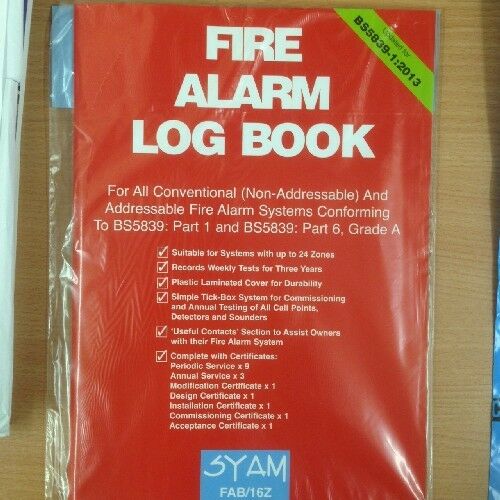 FIRE
ALARM
LOG BOOK
Updated for
BS5839-1:2013
For All Conventional (Non-Addressable) And
Addressable Fire Alarm Systems Conforming
To BS5839: Part 1 and BS5839: Part 6, Grade A
Suitable for Systems with up to 24 Zones
Records Weekly Tests for Three Years
Plastic Laminated Cover for Durability
Simple Tick-Box System for Commissioning
and Annual Testing of All Call Points,
Detectors and Sounders
'Useful Contacts' Section to Assist Owners
with their Fire Alarm System
Complete with Certificates:
Periodic Service x 9
Annual Service x 3
Modification Certificate x 1
Design Certificate x 1
Installation Certificate x 1
Commissioning Certificate x 1
Acceptance Certificate x 1
SYAM
FAB/16Z